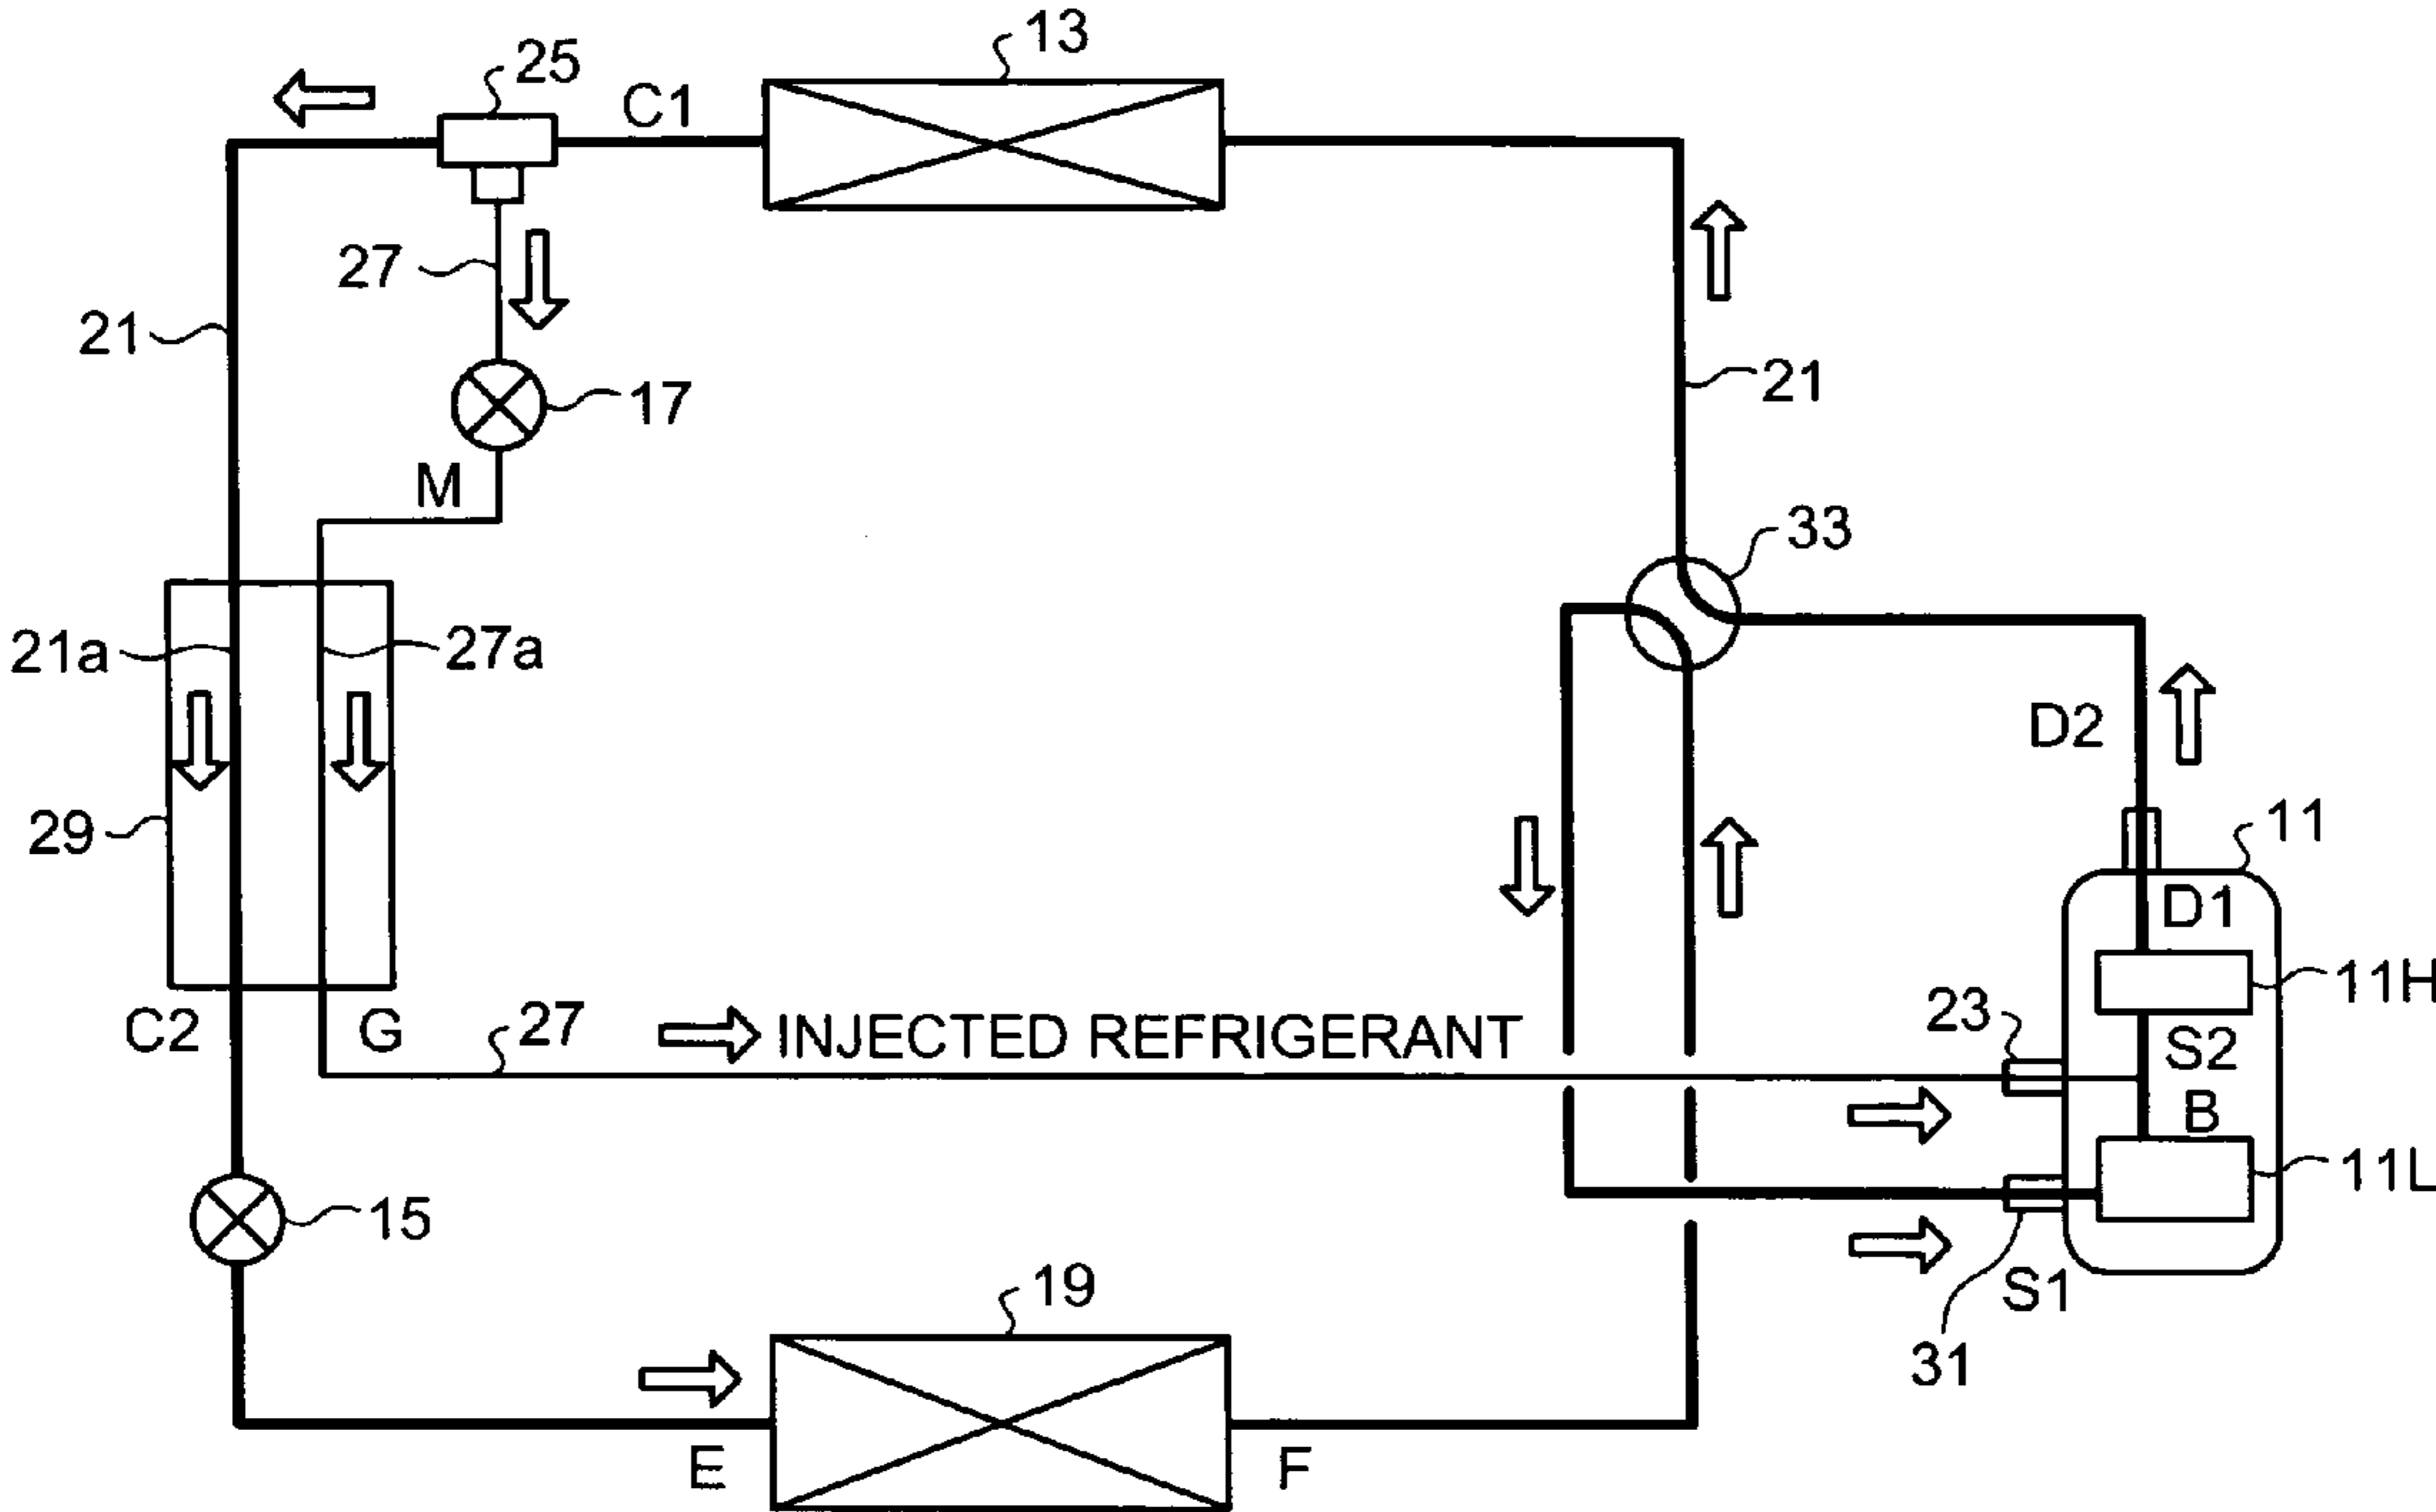 13
25
C1
27
21
17
21
M
33
21a
27a
D2
29
11
D1
11H
23
C2
G
27
INJECTED REFRIGERANT
S2
B
11L
15
S1
19
31
E
F